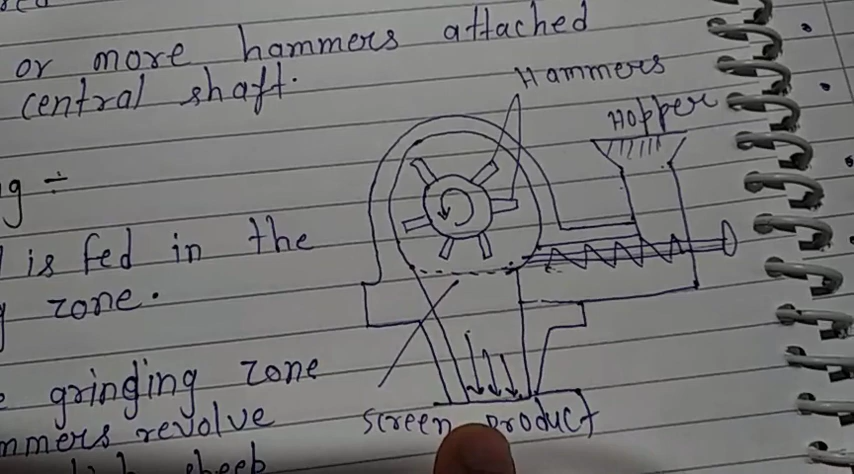 or more hammers attached
central shaft.
Hammers
Hopper
g ÷
is fed in the
zone.
grinding zone
mmers revolve
Screen Product